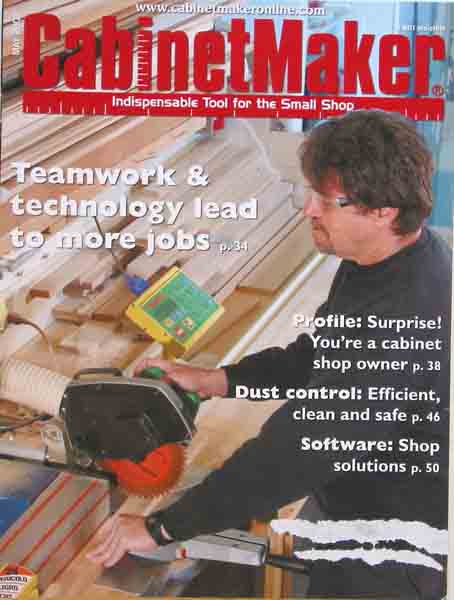 www.cabinetmakeronline.com
CabinetMaker®
Indispensable Tool for the Small Shop
Teamwork &
technology lead
to more jobs p. 34
Profile: Surprise!
You're a cabinet
shop owner p. 38
Dust control: Efficient,
clean and safe p. 46
Software: Shop
solutions p. 50